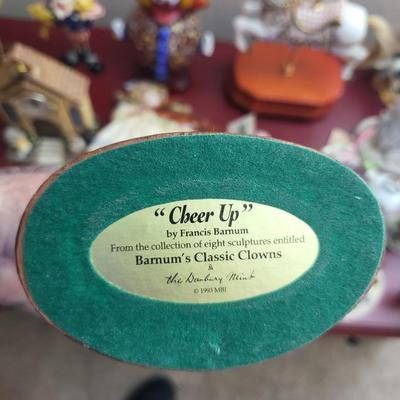 "Cheer Up"
by Francis Barnum
From the collection of eight sculptures entitled
Barnum's Classic Clowns
&
the Danbury Mint
© 1993 MBI